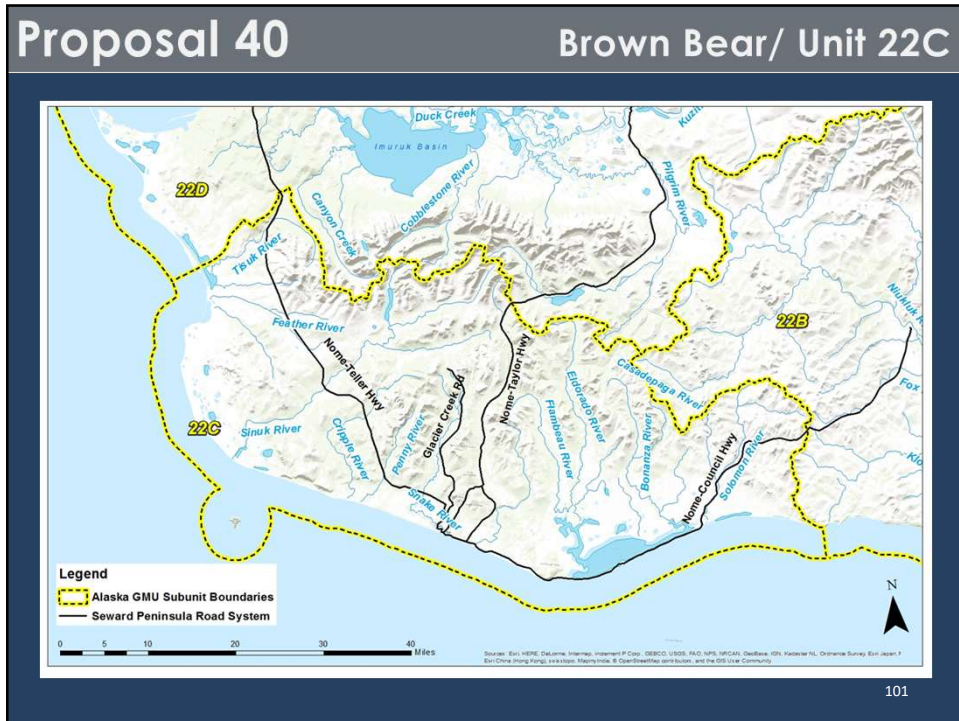 Proposal 40
Brown Bear/ Unit 22C
Duck Creek
Imuruk Basin
22D
Canyon Creek
Cobblestone River
Pilgrim River
Tisuk River
22B
Feather River
Nome-Teller Hwy
Nome-Taylor Hwy
Glacier Creek Rd
Casadepaga River
Eldorado River
Flambeau River
22C
Sinuk River
Cripple River
Penny River
Bonanza River
Nome-Council Hwy
Solomon River
Snake River
Fox
Klo
Legend
Alaska GMU Subunit Boundaries
Seward Peninsula Road System
N
0 5 10 20 30 40
Miles
101